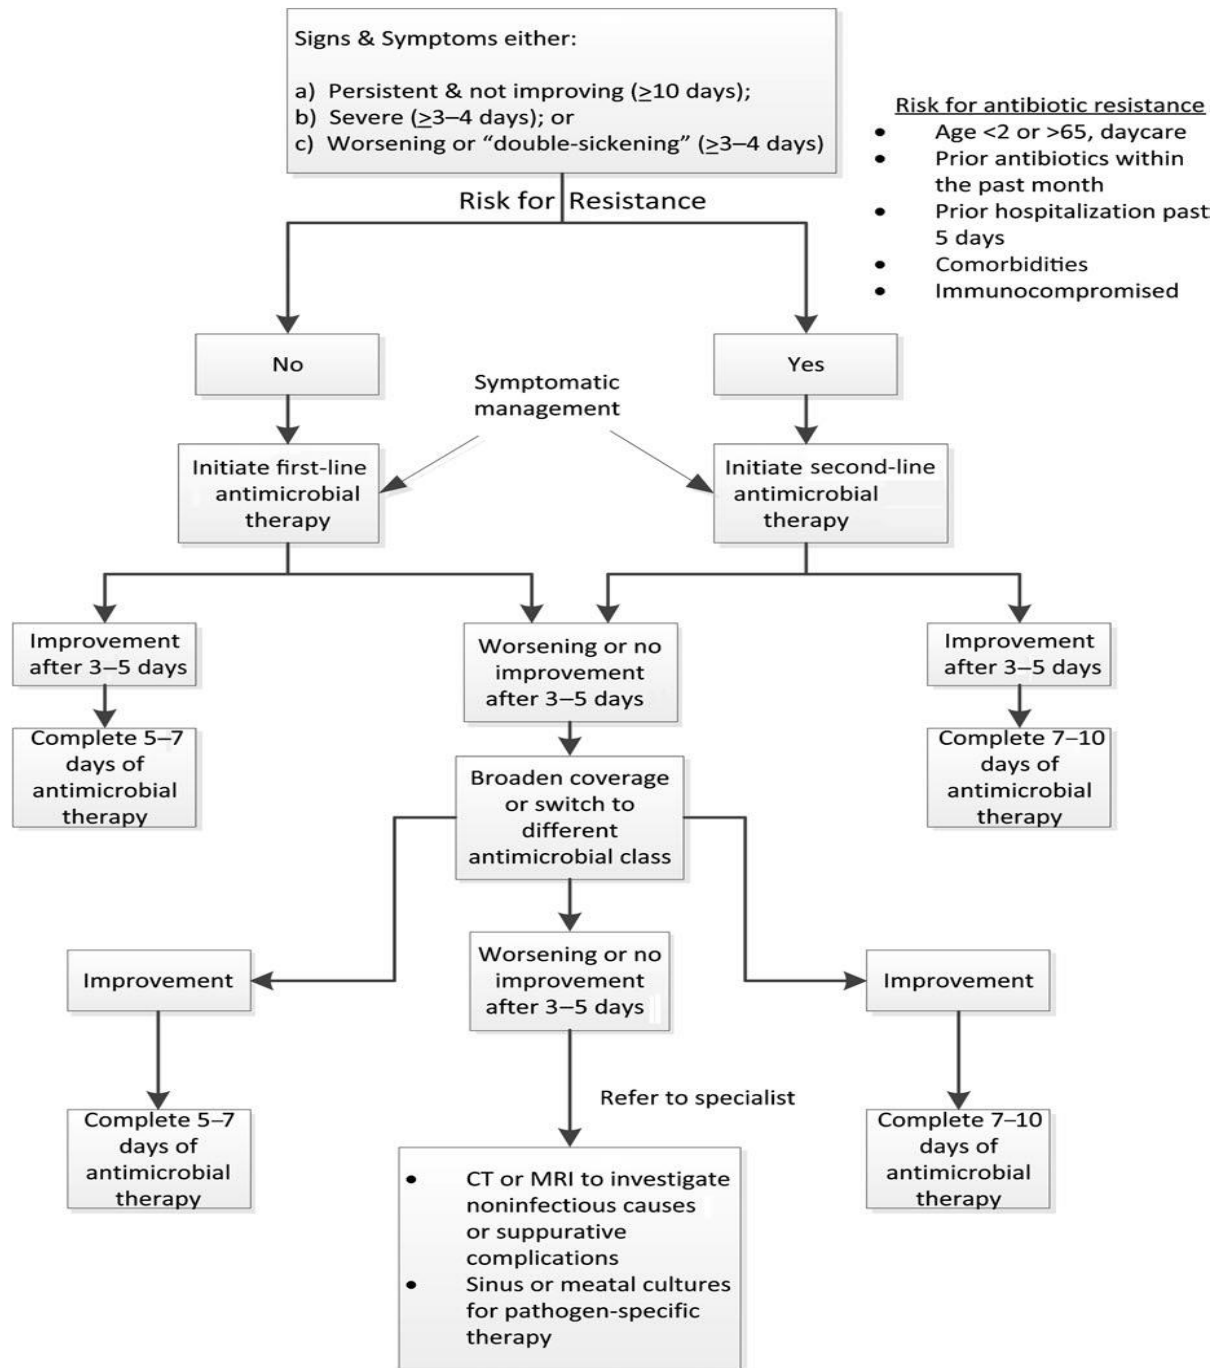 Signs & Symptoms either:
a) Persistent & not improving (≥10 days);
b) Severe (≥3–4 days); or
c) Worsening or “double-sickening” (≥3–4 days)
Risk for antibiotic resistance
• Age <2 or >65, daycare
• Prior antibiotics within
the past month
• Prior hospitalization past
5 days
• Comorbidities
• Immunocompromised
Risk for Resistance
No
Yes
Symptomatic
management
Initiate first-line
antimicrobial
therapy
Initiate second-line
antimicrobial
therapy
Improvement
after 3–5 days
Worsening or no
improvement
after 3–5 days
Improvement
after 3–5 days
Complete 5–7
days of
antimicrobial
therapy
Broaden coverage
or switch to
different
antimicrobial class
Complete 7–10
days of
antimicrobial
therapy
Improvement
Worsening or no
improvement
after 3–5 days
Improvement
Refer to specialist
Complete 5–7
days of
antimicrobial
therapy
Complete 7–10
days of
antimicrobial
therapy
• CT or MRI to investigate
noninfectious causes
or suppurative
complications
• Sinus or meatal cultures
for pathogen-specific
therapy